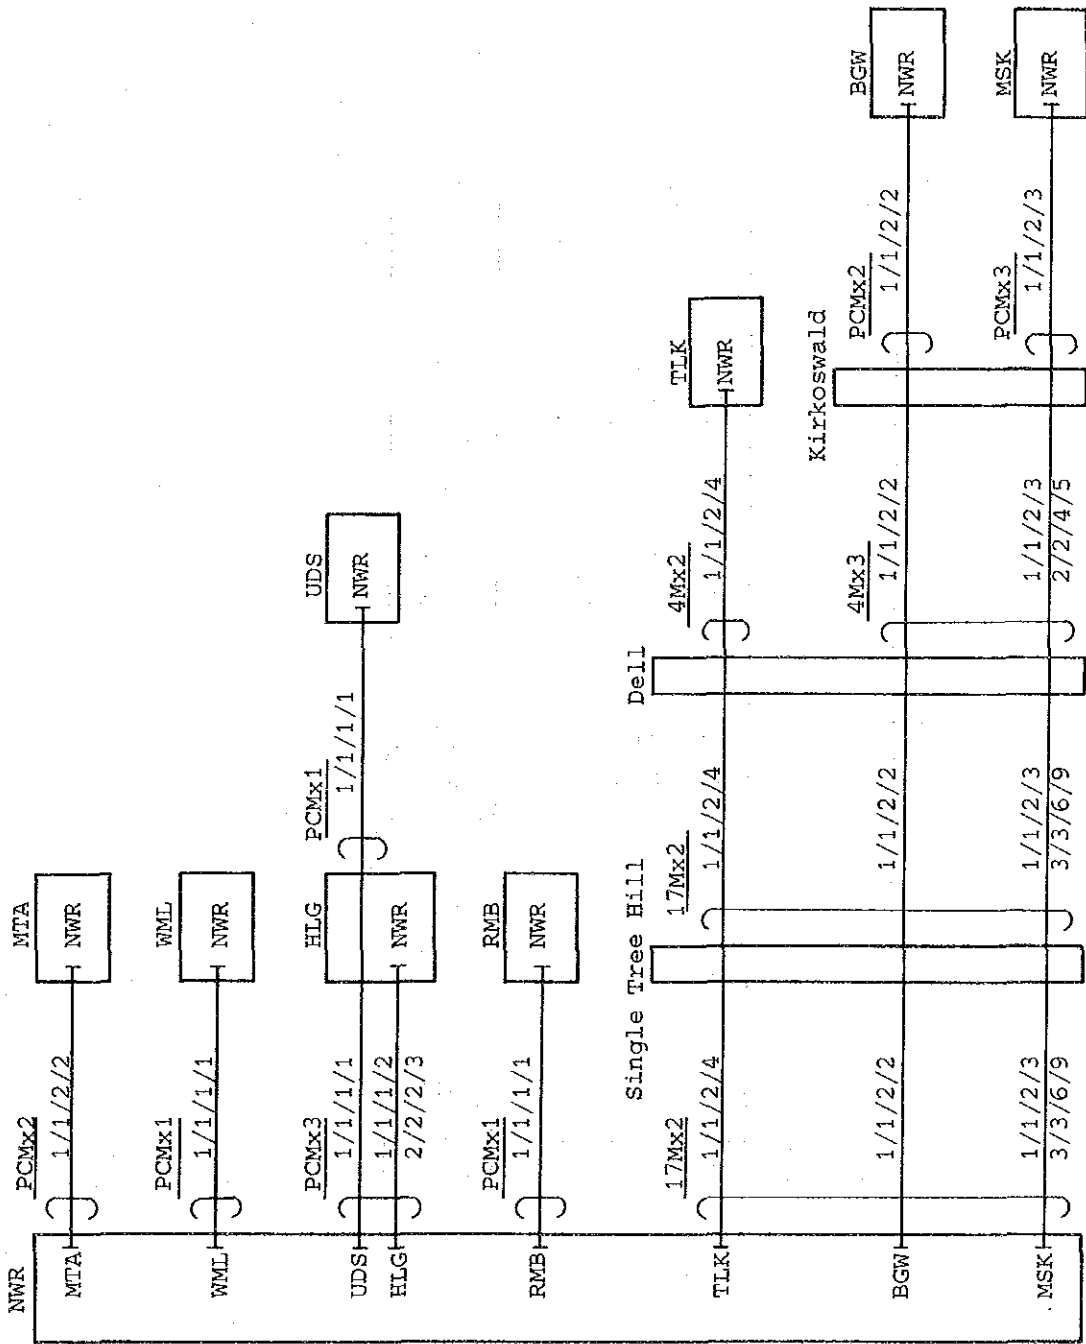 NWR
MTA
PCMx2
1/1/2/2
MTA
NWR
WML
PCMx1
1/1/1/1
WML
NWR
UDS
HLG
PCMx3
1/1/1/1
1/1/1/2
2/2/2/3
HLG
NWR
PCMx1
1/1/1/1
UDS
NWR
RMB
PCMx1
1/1/1/1
RMB
NWR
Single Tree Hill
Dell
Kirkoswald
TLK
17Mx2
1/1/2/4
17Mx2
1/1/2/4
4Mx2
1/1/2/4
TLK
NWR
BGW
1/1/2/2
1/1/2/2
4Mx3
1/1/2/2
PCMx2
1/1/2/2
BGW
NWR
MSK
1/1/2/3
3/3/6/9
1/1/2/3
3/3/6/9
1/1/2/3
2/2/4/5
PCMx3
1/1/2/3
MSK
NWR